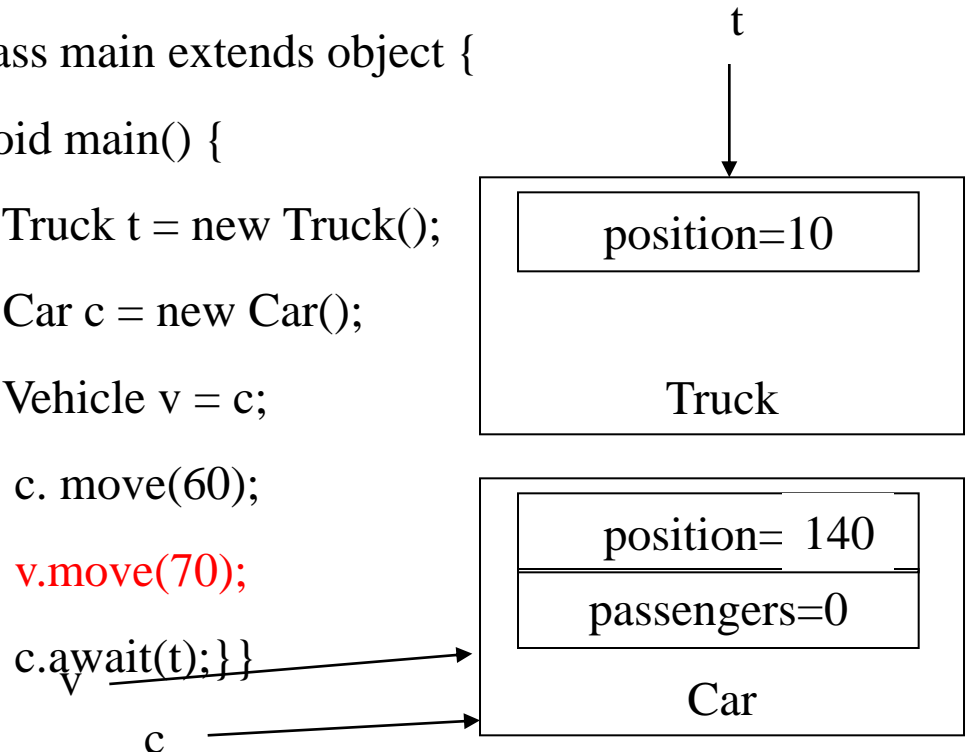 ass main extends object {
oid main() {
Truck t = new Truck();
Car c = new Car();
Vehicle v = c;
c. move(60);
v.move(70);
c.await(t);}}
v
c
t
position=10
Truck
position= 140
passengers=0
Car